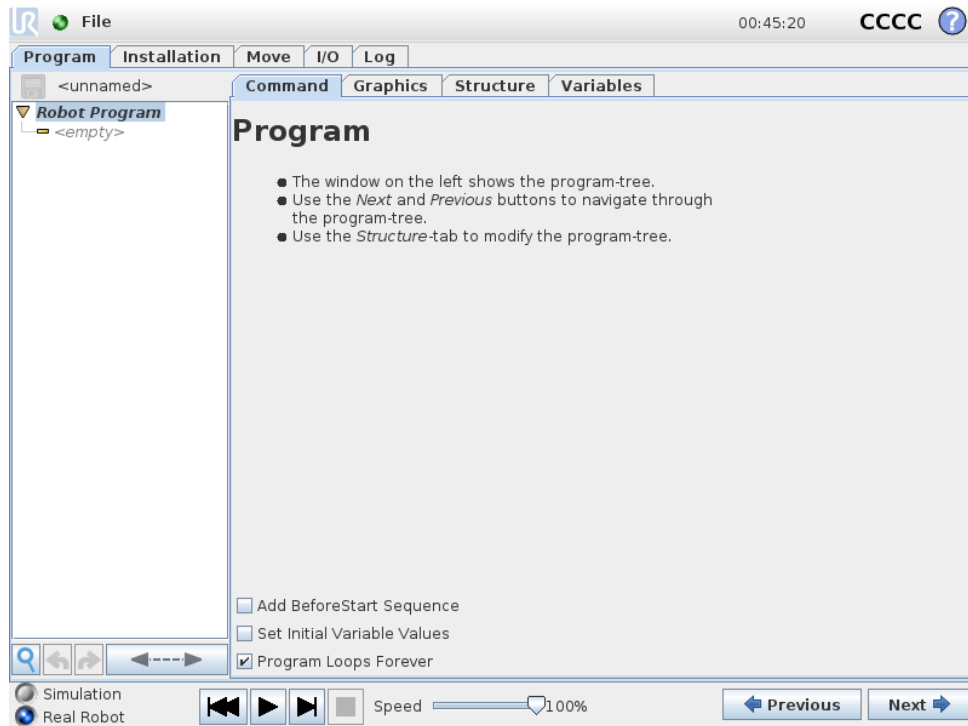 UR File 00:45:20 CCCC ?
Program Installation Move I/O Log
<unnamed> Command Graphics Structure Variables
Robot Program
<empty>
Program
The window on the left shows the program-tree.
Use the Next and Previous buttons to navigate through
the program-tree.
Use the Structure-tab to modify the program-tree.
Add BeforeStart Sequence
Set Initial Variable Values
Program Loops Forever
Simulation
Real Robot
Speed 100% Previous Next